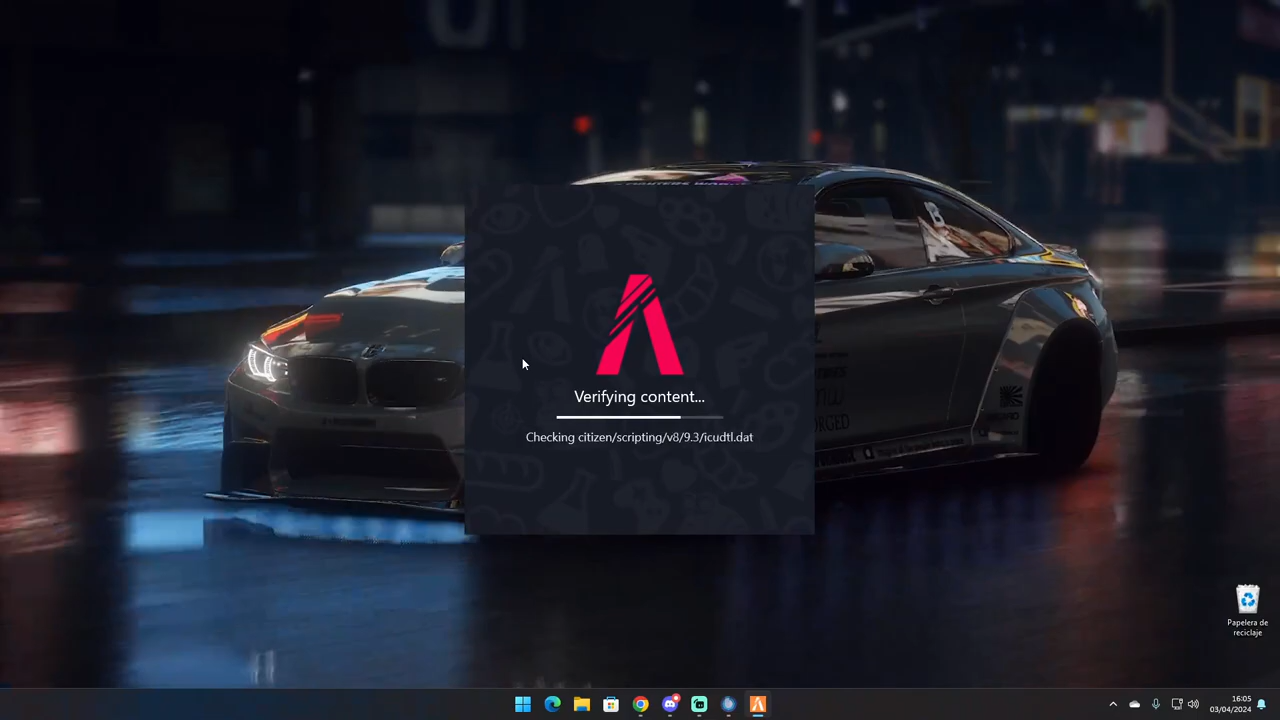 Verifying content...
Checking citizen/scripting/v8/9.3/icudtl.dat
Papelera de
reciclaje
16:05
03/04/2024